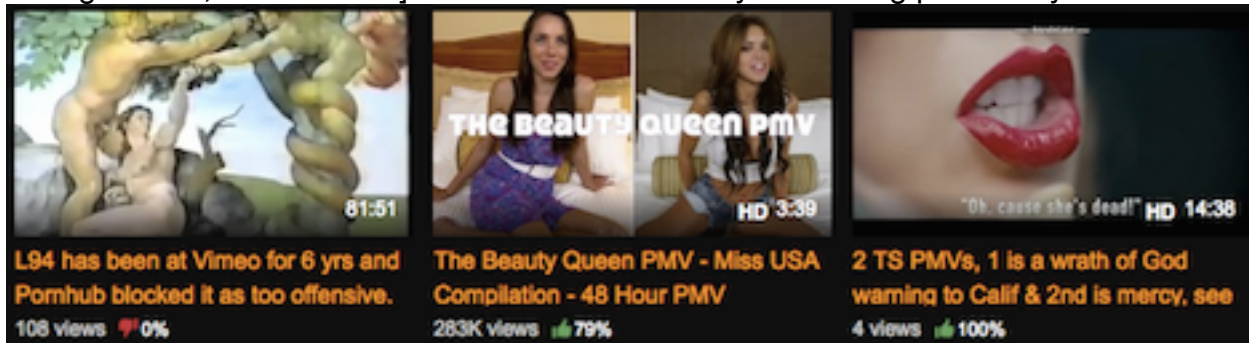 81:51
THE BEAUTY QUEEN PMV
HD 3:39
"Oh, cause she's dead!" HD 14:38
L94 has been at Vimeo for 6 yrs and
Pornhub blocked it as too offensive.
108 views 0%
The Beauty Queen PMV - Miss USA
Compilation - 48 Hour PMV
283K views 79%
2 TS PMVs, 1 is a wrath of God
warning to Calif & 2nd is mercy, see
4 views 100%